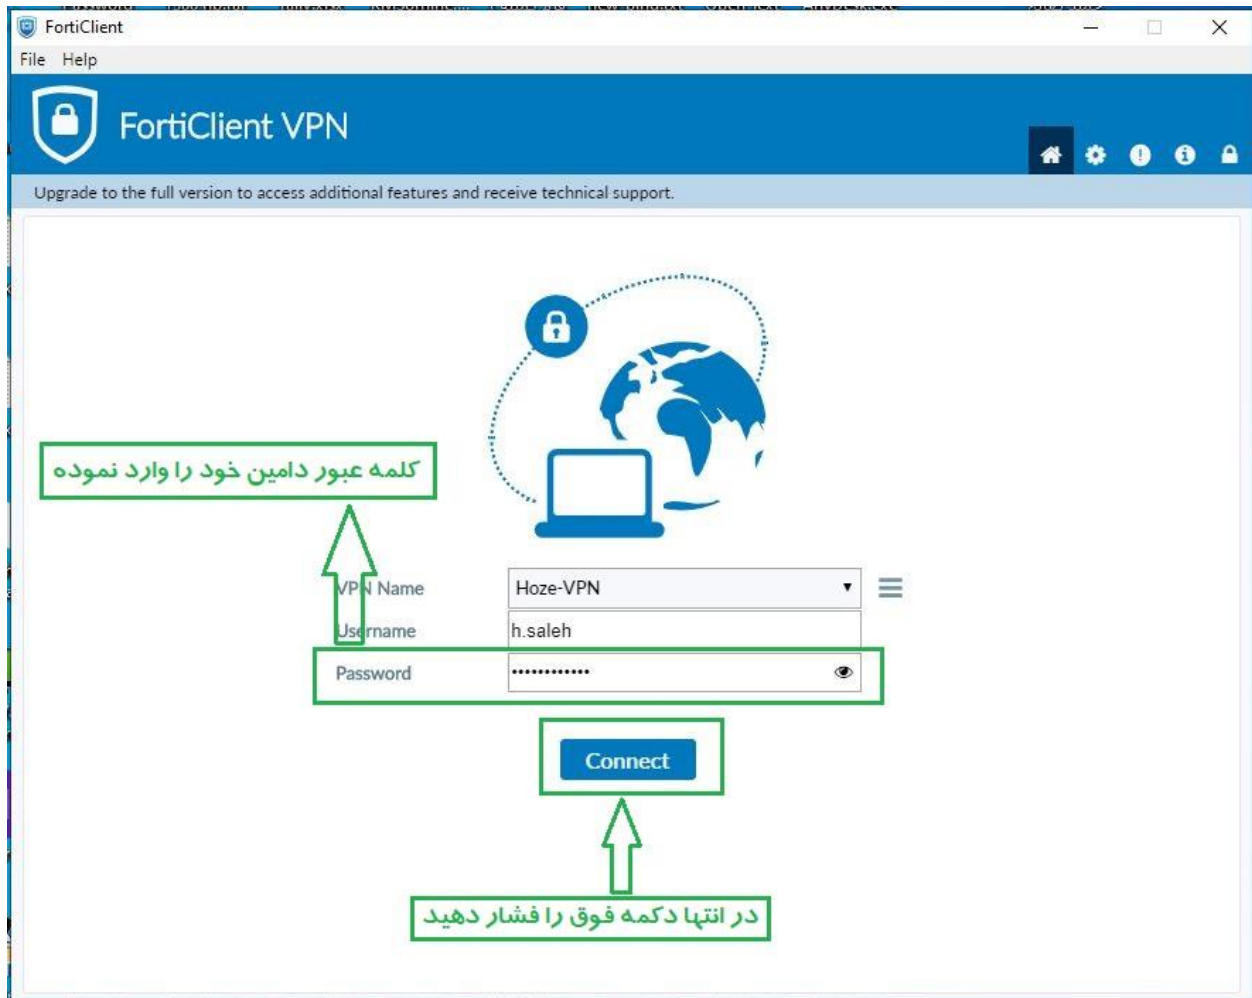 FortiClient
File Help
FortiClient VPN
Upgrade to the full version to access additional features and receive technical support.
کلمه عبور دامین خود را وارد نموده
VPN Name
Hoze-VPN
Username
h.saleh
Password
••••••••••••
Connect
در انتها دکمه فوق را فشار دهید